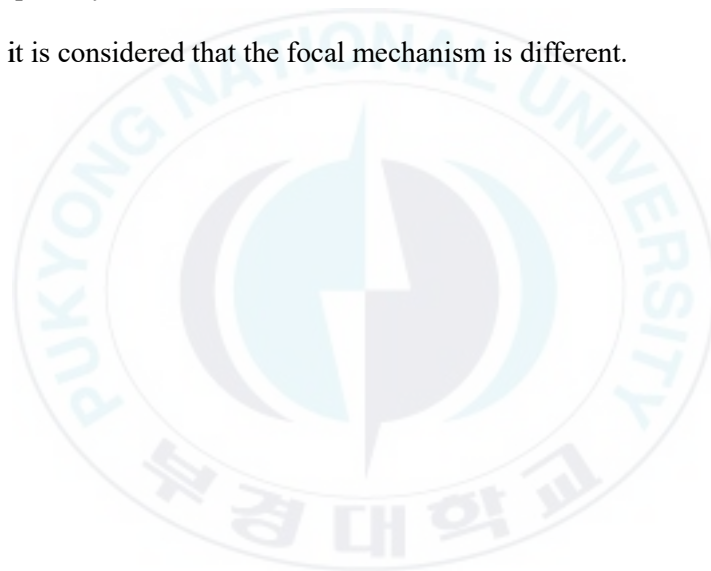 it is considered that the focal mechanism is different.
PUKYONG NATIONAL UNIVERSITY
부경대학교